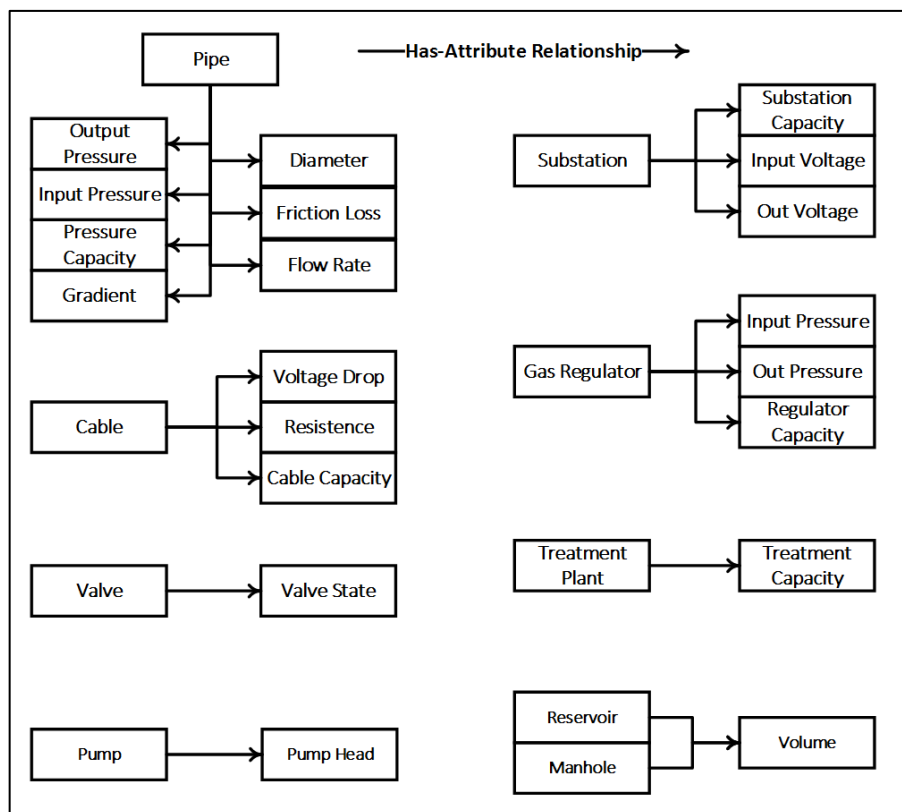 Pipe
Has-Attribute Relationship
Output
Pressure
Input Pressure
Pressure
Capacity
Gradient
Diameter
Friction Loss
Flow Rate
Substation
Substation
Capacity
Input Voltage
Out Voltage
Cable
Voltage Drop
Resistence
Cable Capacity
Gas Regulator
Input Pressure
Out Pressure
Regulator
Capacity
Valve
Valve State
Treatment
Plant
Treatment
Capacity
Pump
Pump Head
Reservoir
Manhole
Volume